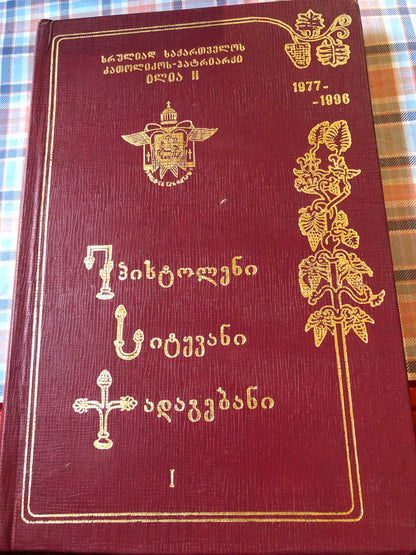 სრულიად საქართველოს
კათოლიკოს-პატრიარქი
ილია II
1977-
-1996
ეპისტოლენი
სიტყვანი
ქადაგებანი
I